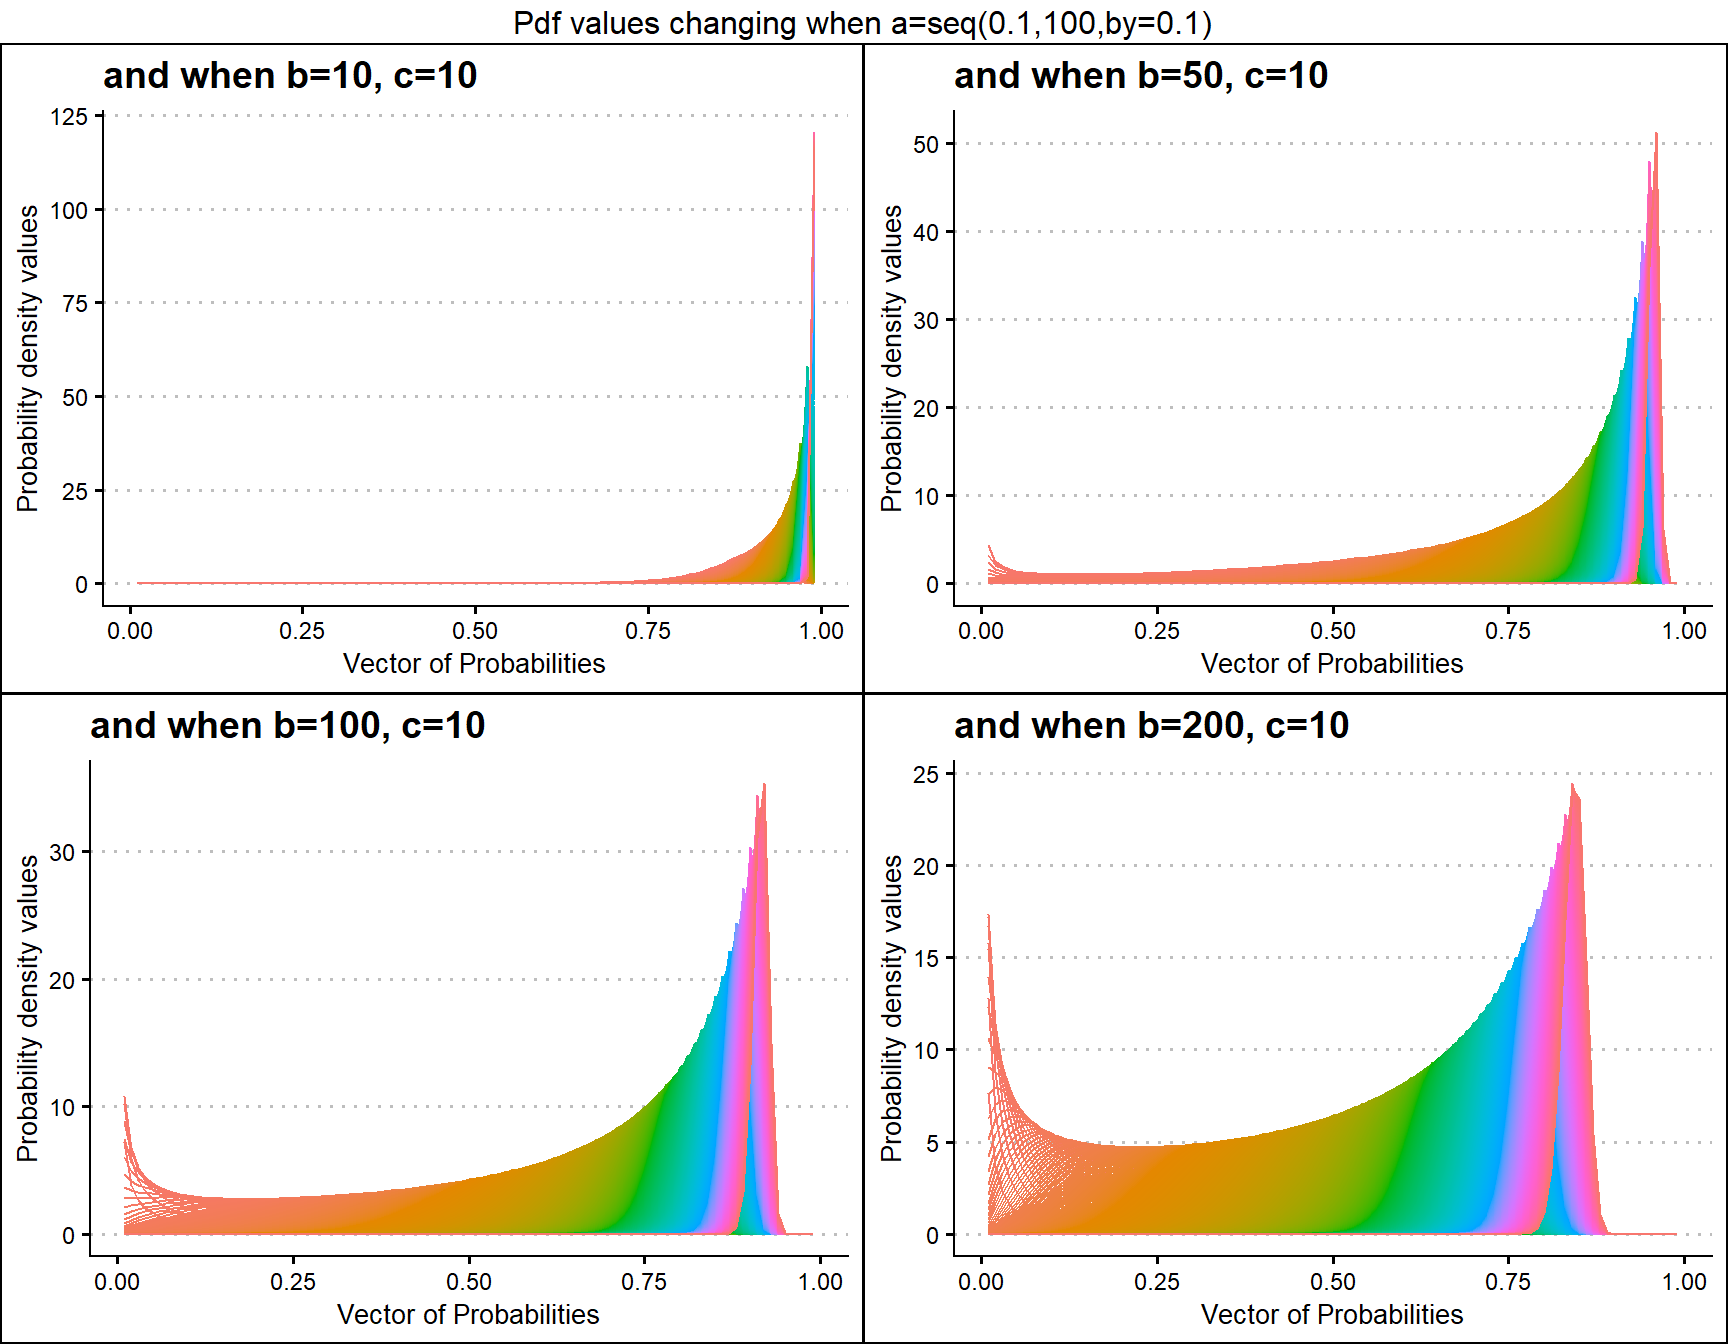 Pdf values changing when a=seq(0.1,100,by=0.1)
and when b=10, c=10
Probability density values
125
100
75
50
25
0
0.00 0.25 0.50 0.75 1.00
Vector of Probabilities
and when b=50, c=10
Probability density values
50
40
30
20
10
0
0.00 0.25 0.50 0.75 1.00
Vector of Probabilities
and when b=100, c=10
Probability density values
30
20
10
0
0.00 0.25 0.50 0.75 1.00
Vector of Probabilities
and when b=200, c=10
Probability density values
25
20
15
10
5
0
0.00 0.25 0.50 0.75 1.00
Vector of Probabilities